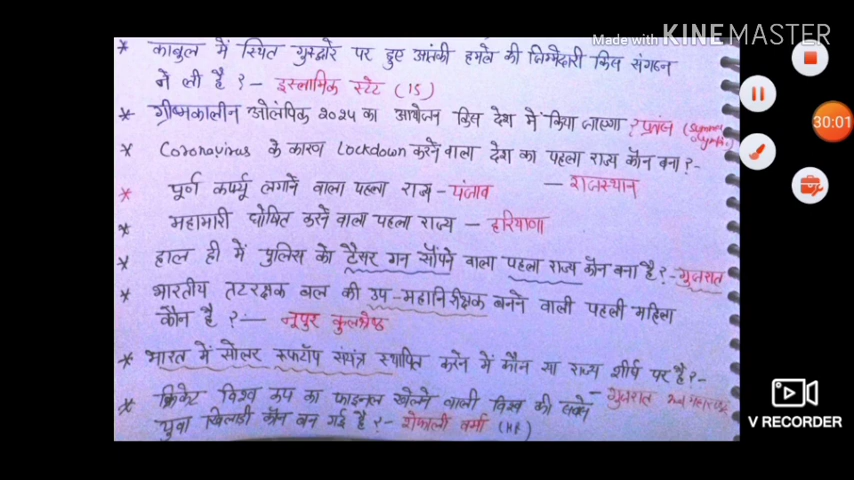 Made with KINEMASTER
* काबुल में स्थित गुरुद्वारे पर हुए आतंकी हमले की जिम्मेदारी किस संगठन
ने ली है ? - इस्लामिक स्टेट (IS)
* ग्रीष्मकालीन ओलंपिक 2024 का आयोजन किस देश में किया जाएगा ?
* Coronavirus के कारण Lockdown करने वाला देश का पहला राज्य कौन बना ? -
- राजस्थान
* पूर्ण कर्फ्यू लगाने वाला पहला राज्य - पंजाब
* महामारी घोषित करने वाला पहला राज्य - हरियाणा
* हाल ही में पुलिस को टैसर गन सौंपने वाला पहला राज्य कौन बना है ? - गुजरात
* भारतीय तटरक्षक बल की उप-महानिरीक्षक बनने वाली पहली महिला
कौन है ? - नूपुर कुलश्रेष्ठ
* भारत में सोलर रूफटॉप संयंत्र स्थापित करने में कौन सा राज्य शीर्ष पर है ? -
- गुजरात
* क्रिकेट विश्व कप का फाइनल खेलने वाली विश्व की सबसे
युवा खिलाड़ी कौन बन गई है ? - शेफाली वर्मा (HR)
30:01
V RECORDER